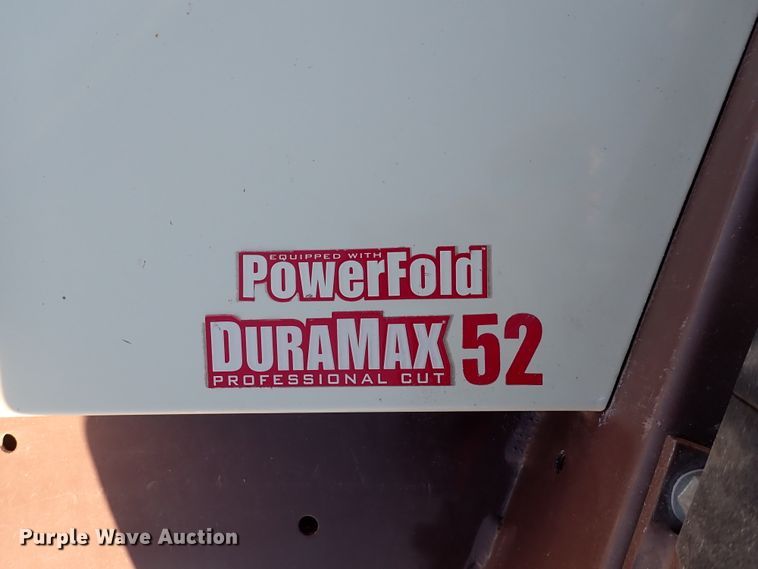 EQUIPPED WITH
PowerFold
DURAMAX 52
PROFESSIONAL CUT
Purple Wave Auction